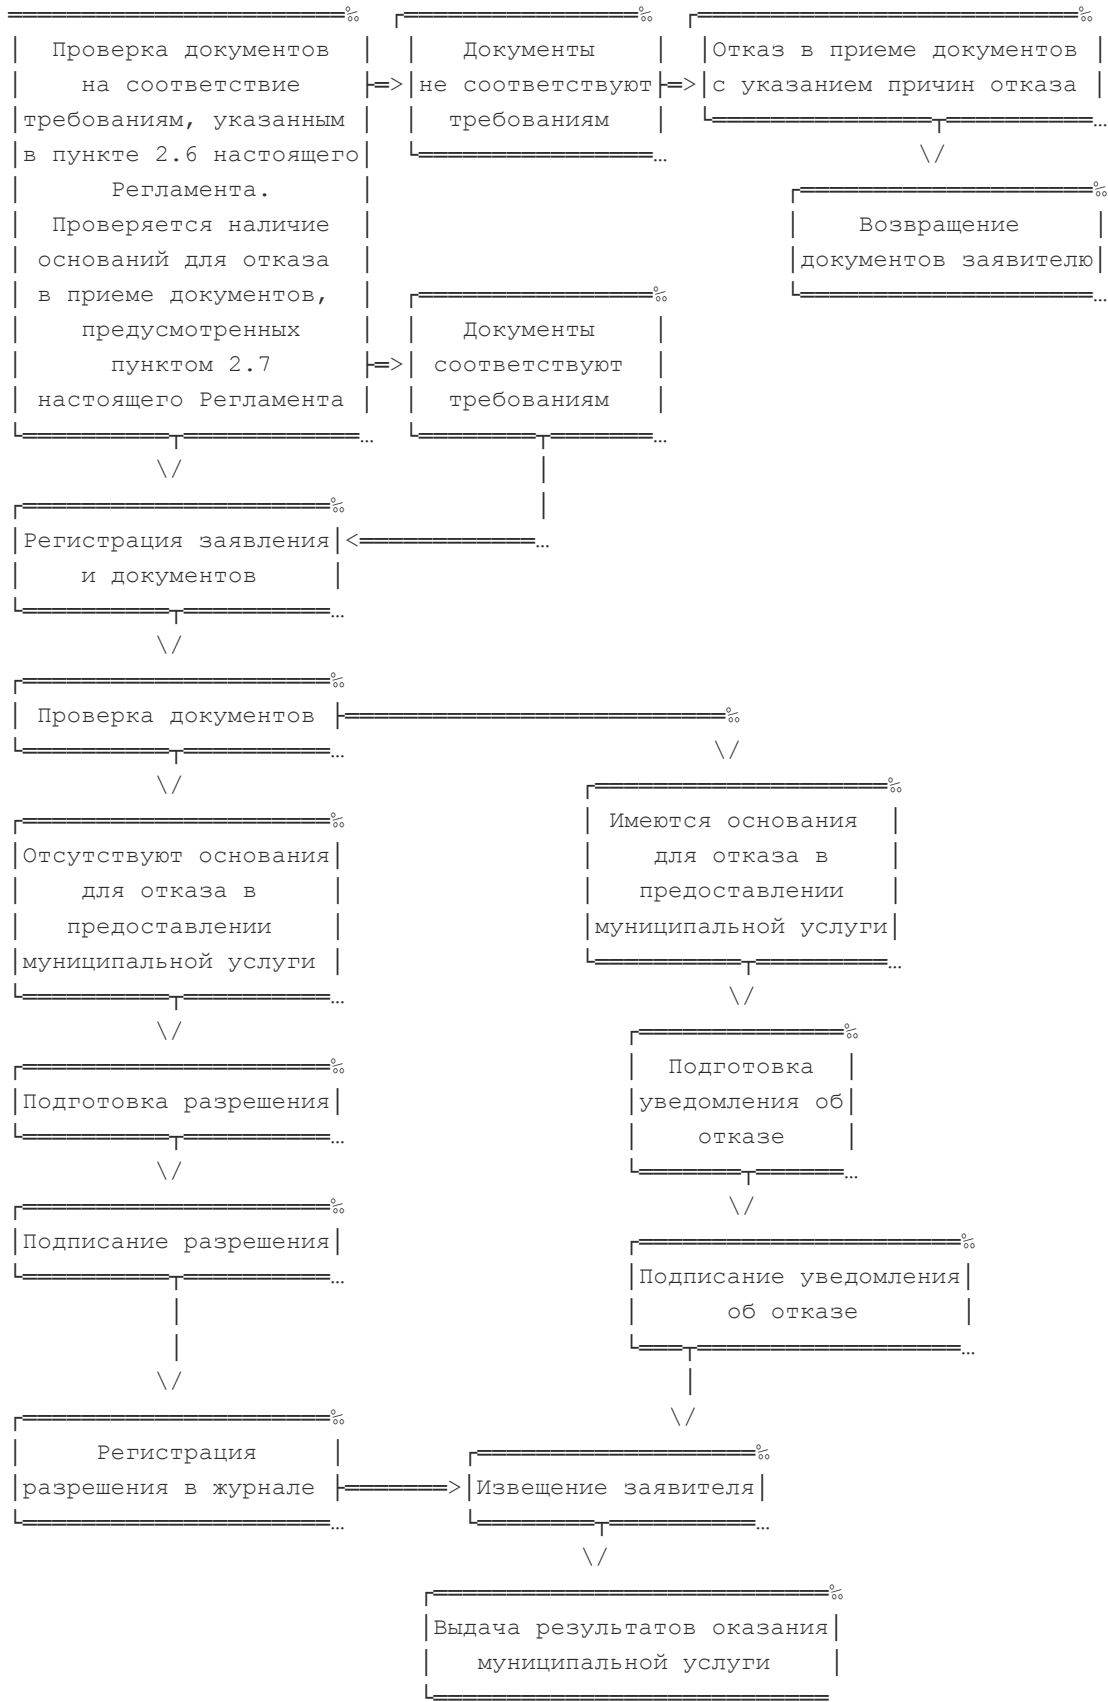 Проверка документов
на соответствие
требованиям, указанным
в пункте 2.6 настоящего
Регламента.
Проверяется наличие
оснований для отказа
в приеме документов,
предусмотренных
пунктом 2.7
настоящего Регламента
Документы
не соответствуют
требованиям
Отказ в приеме документов
с указанием причин отказа
Возвращение
документов заявителю
Документы
соответствуют
требованиям
Регистрация заявления
и документов
Проверка документов
Отсутствуют основания
для отказа в
предоставлении
муниципальной услуги
Имеются основания
для отказа в
предоставлении
муниципальной услуги
Подготовка разрешения
Подготовка
уведомления об
отказе
Подписание разрешения
Подписание уведомления
об отказе
Регистрация
разрешения в журнале
Извещение заявителя
Выдача результатов оказания
муниципальной услуги